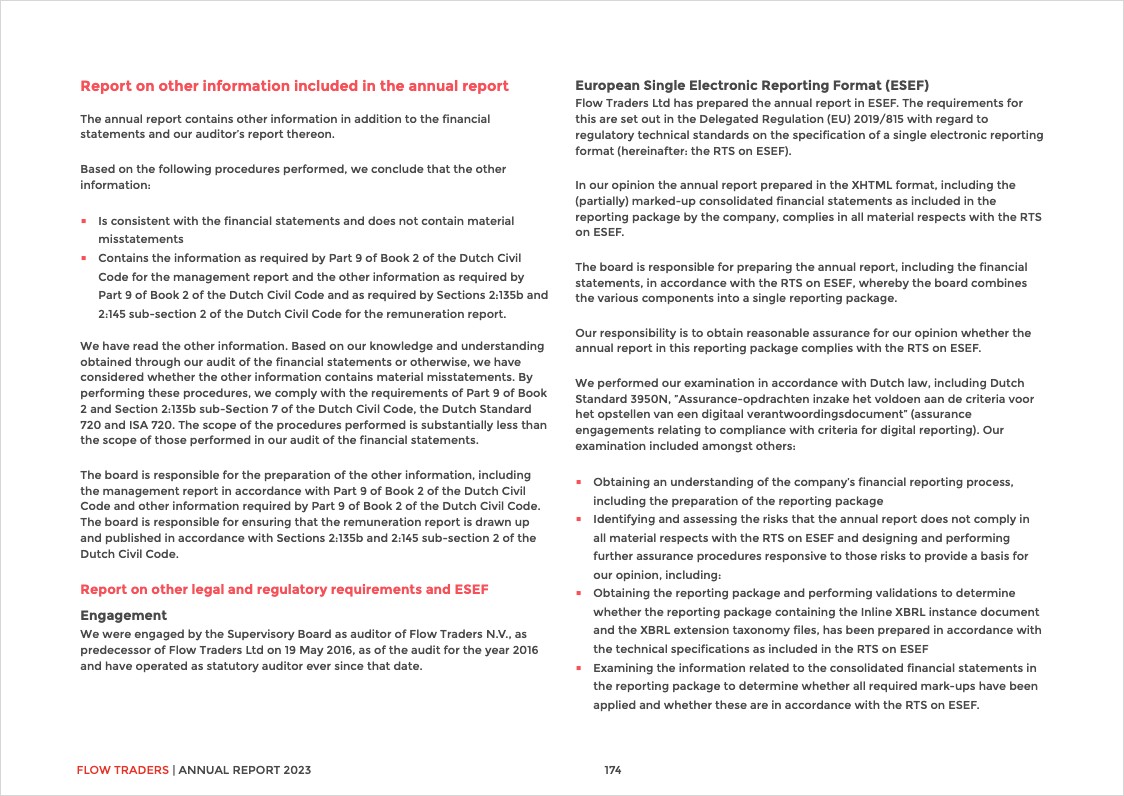 Report on other information included in the annual report
The annual report contains other information in addition to the financial
statements and our auditor's report thereon.
Based on the following procedures performed, we conclude that the other
information:
▪ Is consistent with the financial statements and does not contain material
misstatements
▪ Contains the information as required by Part 9 of Book 2 of the Dutch Civil
Code for the management report and the other information as required by
Part 9 of Book 2 of the Dutch Civil Code and as required by Sections 2:135b and
2:145 sub-section 2 of the Dutch Civil Code for the remuneration report.
We have read the other information. Based on our knowledge and understanding
obtained through our audit of the financial statements or otherwise, we have
considered whether the other information contains material misstatements. By
performing these procedures, we comply with the requirements of Part 9 of Book
2 and Section 2:135b sub-Section 7 of the Dutch Civil Code, the Dutch Standard
720 and ISA 720. The scope of the procedures performed is substantially less than
the scope of those performed in our audit of the financial statements.
The board is responsible for the preparation of the other information, including
the management report in accordance with Part 9 of Book 2 of the Dutch Civil
Code and other information required by Part 9 of Book 2 of the Dutch Civil Code.
The board is responsible for ensuring that the remuneration report is drawn up
and published in accordance with Sections 2:135b and 2:145 sub-section 2 of the
Dutch Civil Code.
Report on other legal and regulatory requirements and ESEF
Engagement
We were engaged by the Supervisory Board as auditor of Flow Traders N.V., as
predecessor of Flow Traders Ltd on 19 May 2016, as of the audit for the year 2016
and have operated as statutory auditor ever since that date.
European Single Electronic Reporting Format (ESEF)
Flow Traders Ltd has prepared the annual report in ESEF. The requirements for
this are set out in the Delegated Regulation (EU) 2019/815 with regard to
regulatory technical standards on the specification of a single electronic reporting
format (hereinafter: the RTS on ESEF).
In our opinion the annual report prepared in the XHTML format, including the
(partially) marked-up consolidated financial statements as included in the
reporting package by the company, complies in all material respects with the RTS
on ESEF.
The board is responsible for preparing the annual report, including the financial
statements, in accordance with the RTS on ESEF, whereby the board combines
the various components into a single reporting package.
Our responsibility is to obtain reasonable assurance for our opinion whether the
annual report in this reporting package complies with the RTS on ESEF.
We performed our examination in accordance with Dutch law, including Dutch
Standard 3950N, "Assurance-opdrachten inzake het voldoen aan de criteria voor
het opstellen van een digitaal verantwoordingsdocument" (assurance
engagements relating to compliance with criteria for digital reporting). Our
examination included amongst others:
▪ Obtaining an understanding of the company's financial reporting process,
including the preparation of the reporting package
▪ Identifying and assessing the risks that the annual report does not comply in
all material respects with the RTS on ESEF and designing and performing
further assurance procedures responsive to those risks to provide a basis for
our opinion, including:
▪ Obtaining the reporting package and performing validations to determine
whether the reporting package containing the Inline XBRL instance document
and the XBRL extension taxonomy files, has been prepared in accordance with
the technical specifications as included in the RTS on ESEF
▪ Examining the information related to the consolidated financial statements in
the reporting package to determine whether all required mark-ups have been
applied and whether these are in accordance with the RTS on ESEF.
FLOW TRADERS | ANNUAL REPORT 2023
174